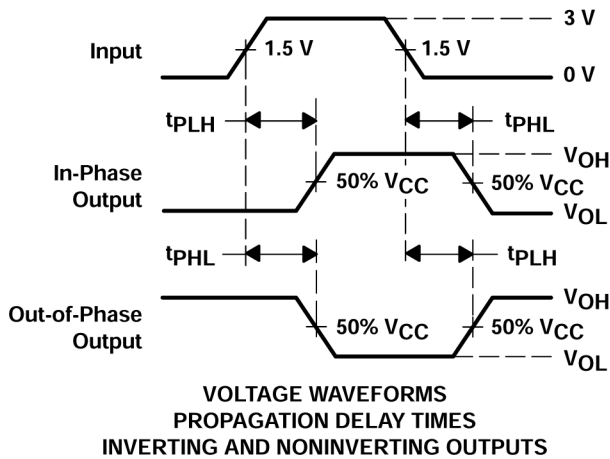 3 V
Input
1.5 V
1.5 V
0 V
tPLH
tPHL
VOH
In-Phase
Output
50% VCC
50% VCC
VOL
tPHL
tPLH
VOH
Out-of-Phase
Output
50% VCC
50% VCC
VOL
VOLTAGE WAVEFORMS
PROPAGATION DELAY TIMES
INVERTING AND NONINVERTING OUTPUTS